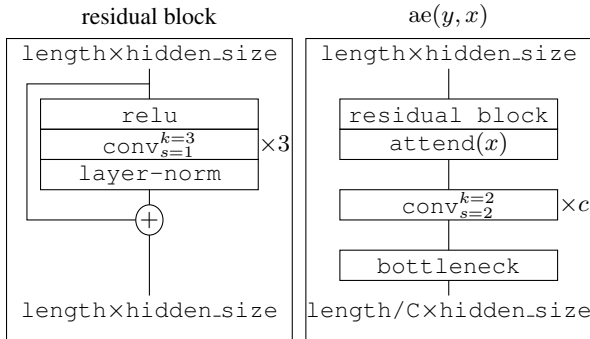 residual block
length×hidden_size
relu
conv^{k=3}_{s=1} ×3
layer-norm
+
length×hidden_size
ae(y, x)
length×hidden_size
residual block
attend(x)
conv^{k=2}_{s=2} ×c
bottleneck
length/C×hidden_size